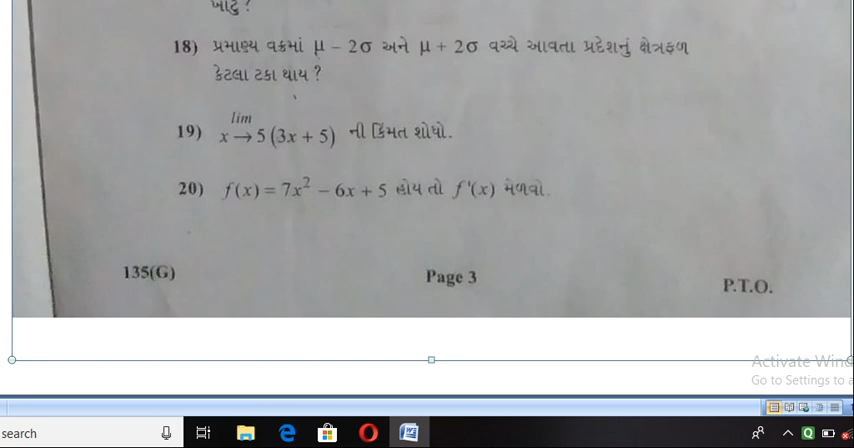 ખોટું ?
18) પ્રમાણ્ય વક્રમાં μ – 2σ અને μ + 2σ વચ્ચે આવતા પ્રદેશનું ક્ષેત્રફળ
કેટલા ટકા થાય ?
lim
19) x → 5 (3x + 5) ની કિંમત શોધો.
20) f(x) = 7x² – 6x + 5 હોય તો f'(x) મેળવો.
135(G) Page 3 P.T.O.
Activate Wind
Go to Settings to a
search